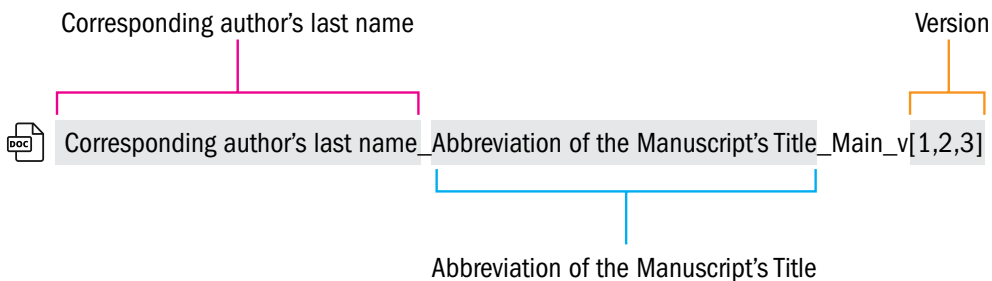 Corresponding author's last name Version
DOC Corresponding author's last name_Abbreviation of the Manuscript's Title_Main_v[1,2,3]
Abbreviation of the Manuscript's Title